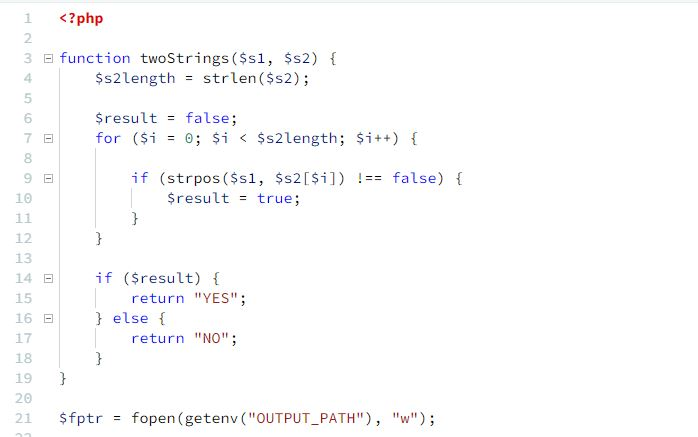 1 <?php
2
3 function twoStrings($s1, $s2) {
4 $s2length = strlen($s2);
5
6 $result = false;
7 for ($i = 0; $i < $s2length; $i++) {
8
9 if (strpos($s1, $s2[$i]) !== false) {
10 $result = true;
11 }
12 }
13
14 if ($result) {
15 return "YES";
16 } else {
17 return "NO";
18 }
19 }
20
21 $fptr = fopen(getenv("OUTPUT_PATH"), "w");